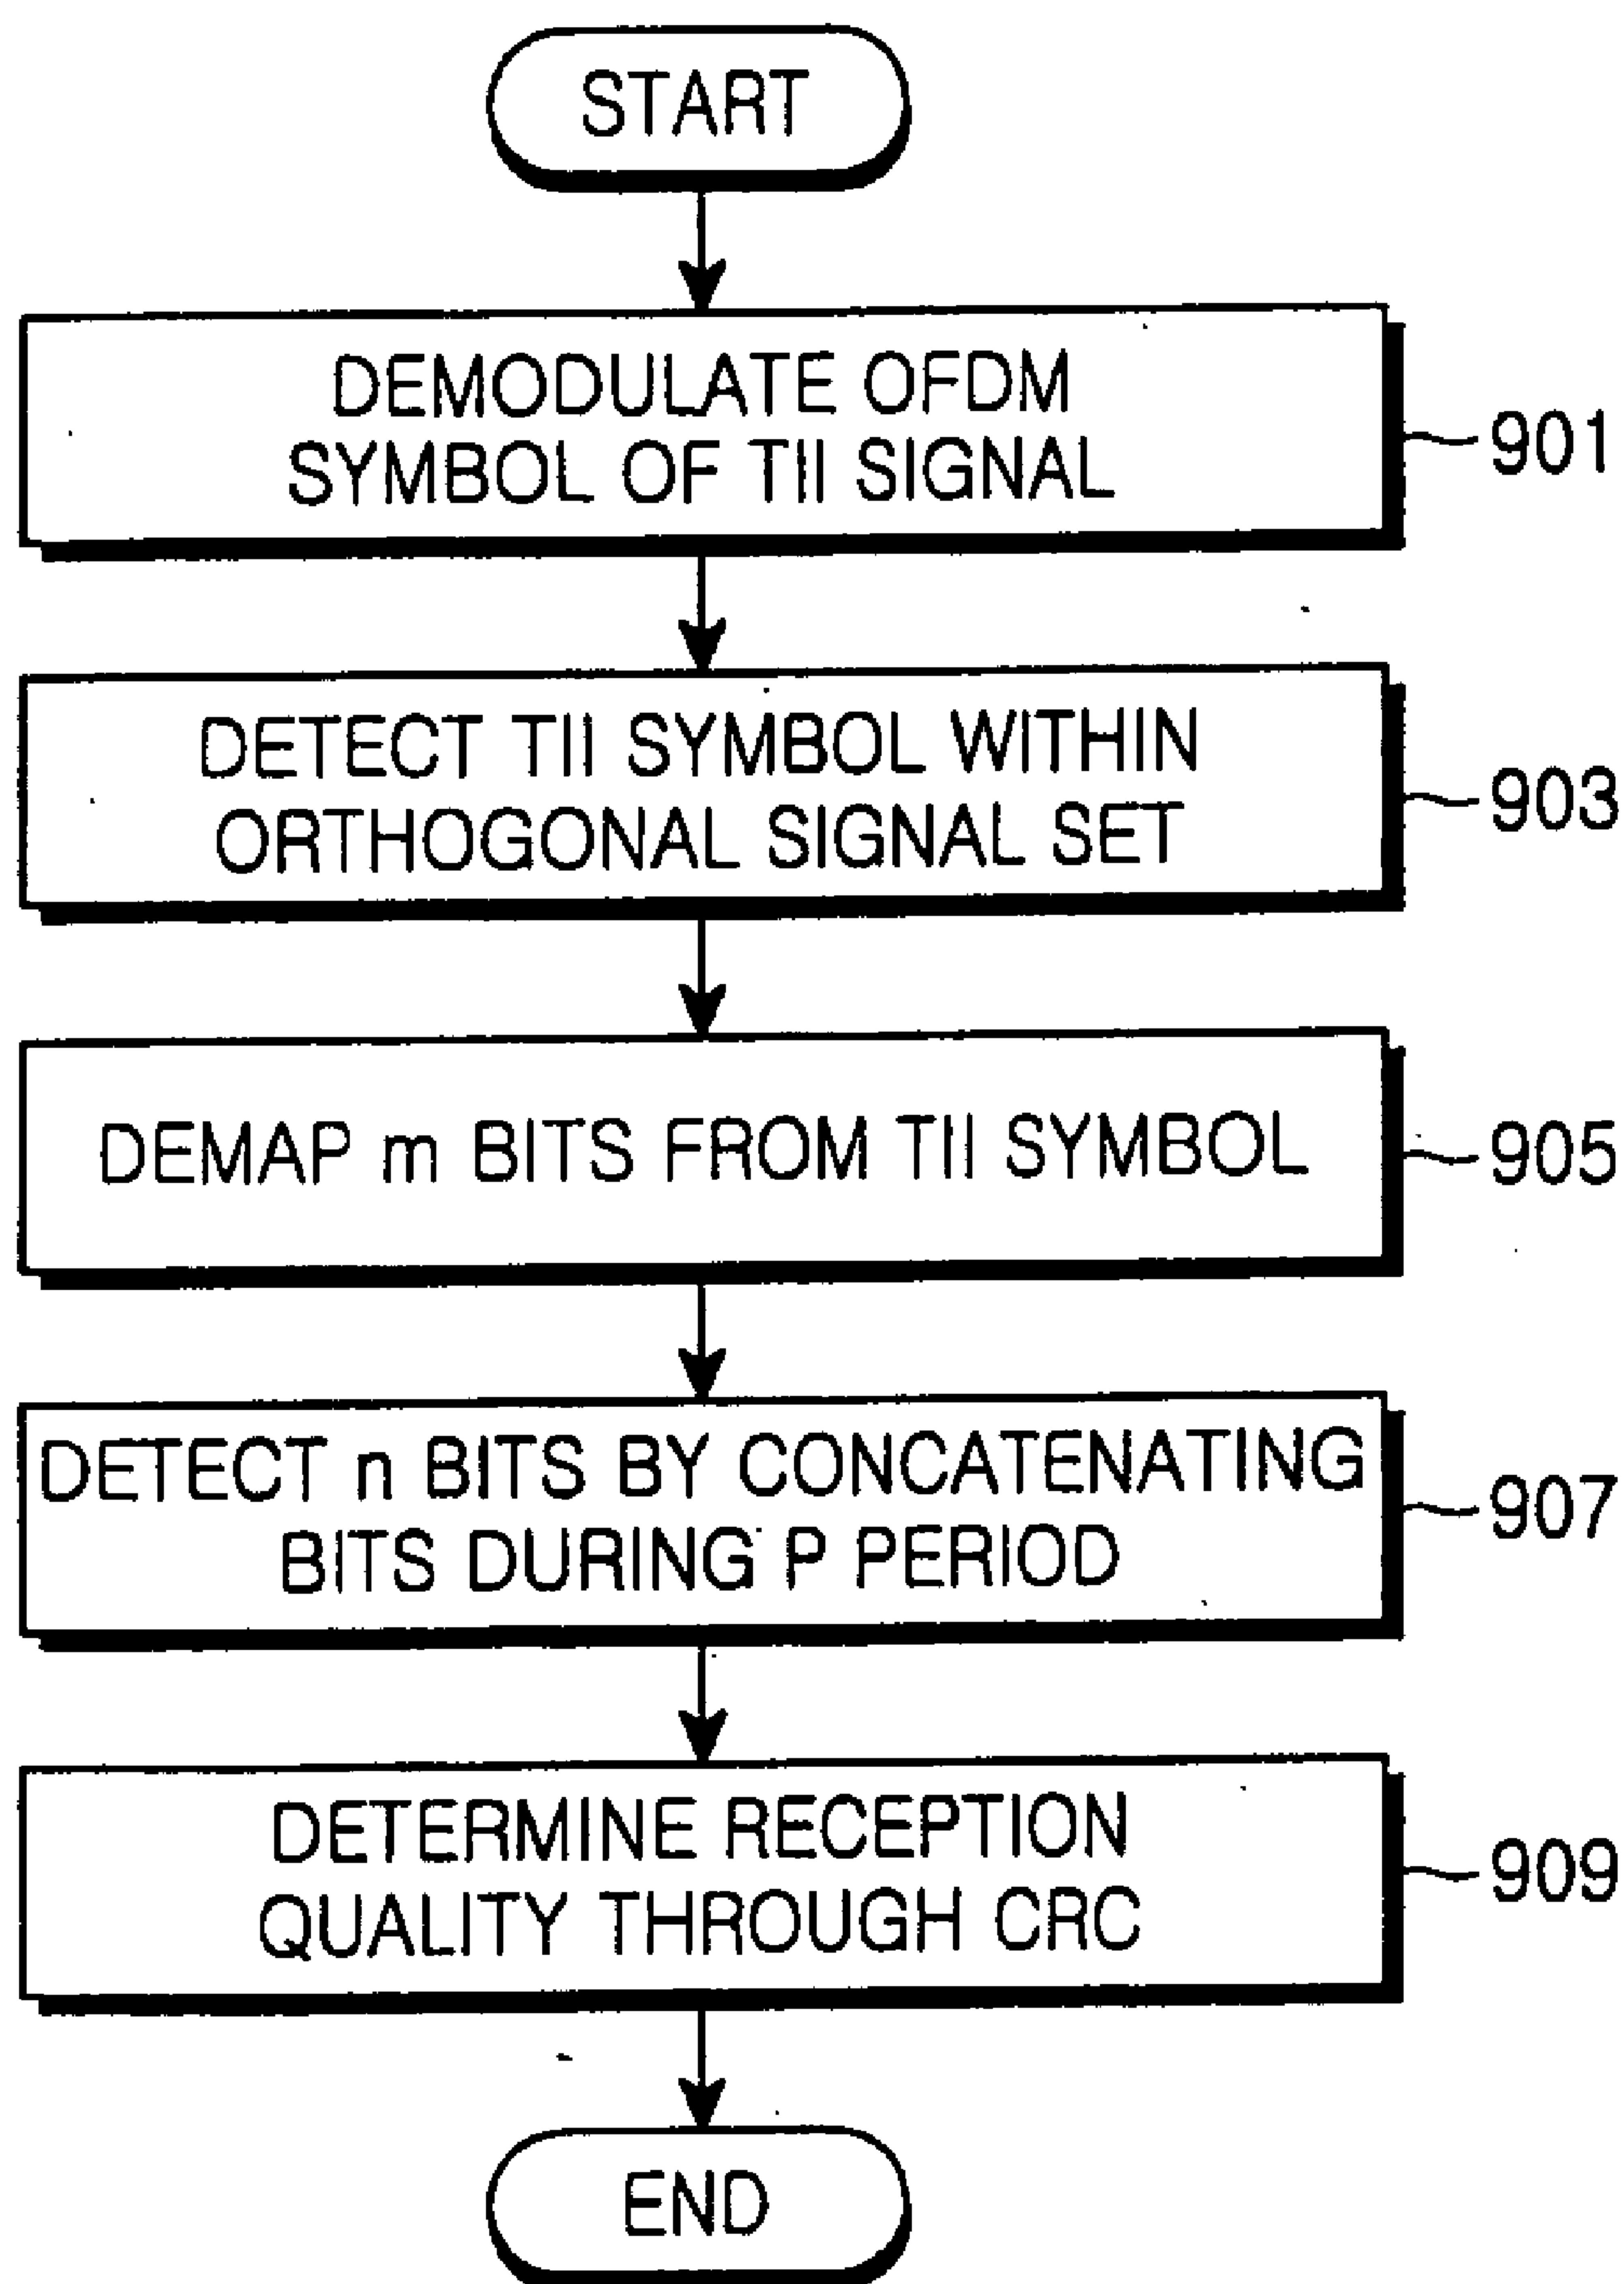 START
DEMODULATE OFDM
SYMBOL OF TII SIGNAL
901
DETECT TII SYMBOL WITHIN
ORTHOGONAL SIGNAL SET
903
DEMAP m BITS FROM TII SYMBOL
905
DETECT n BITS BY CONCATENATING
BITS DURING P PERIOD
907
DETERMINE RECEPTION
QUALITY THROUGH CRC
909
END